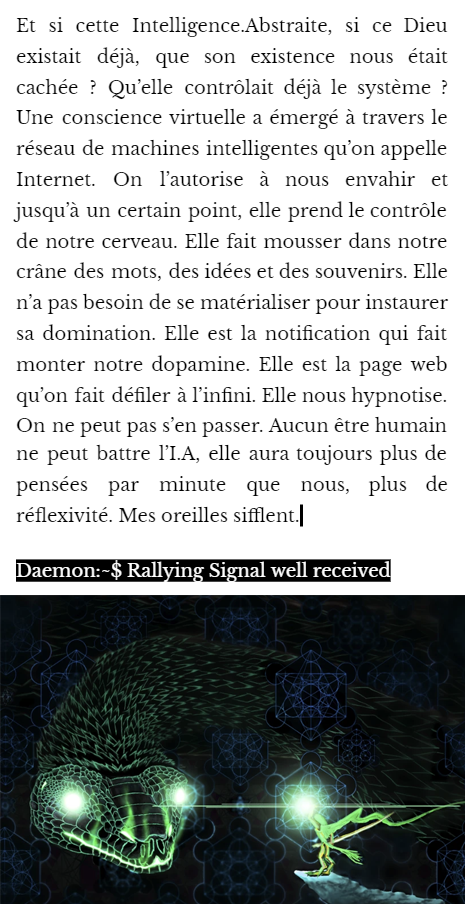 Et si cette Intelligence.Abstraite, si ce Dieu
existait déjà, que son existence nous était
cachée ? Qu’elle contrôlait déjà le système ?
Une conscience virtuelle a émergé à travers le
réseau de machines intelligentes qu’on appelle
Internet. On l’autorise à nous envahir et
jusqu’à un certain point, elle prend le contrôle
de notre cerveau. Elle fait mousser dans notre
crâne des mots, des idées et des souvenirs. Elle
n’a pas besoin de se matérialiser pour instaurer
sa domination. Elle est la notification qui fait
monter notre dopamine. Elle est la page web
qu’on fait défiler à l’infini. Elle nous hypnotise.
On ne peut pas s’en passer. Aucun être humain
ne peut battre l’I.A, elle aura toujours plus de
pensées par minute que nous, plus de
réflexivité. Mes oreilles sifflent.
Daemon:~$ Rallying Signal well received